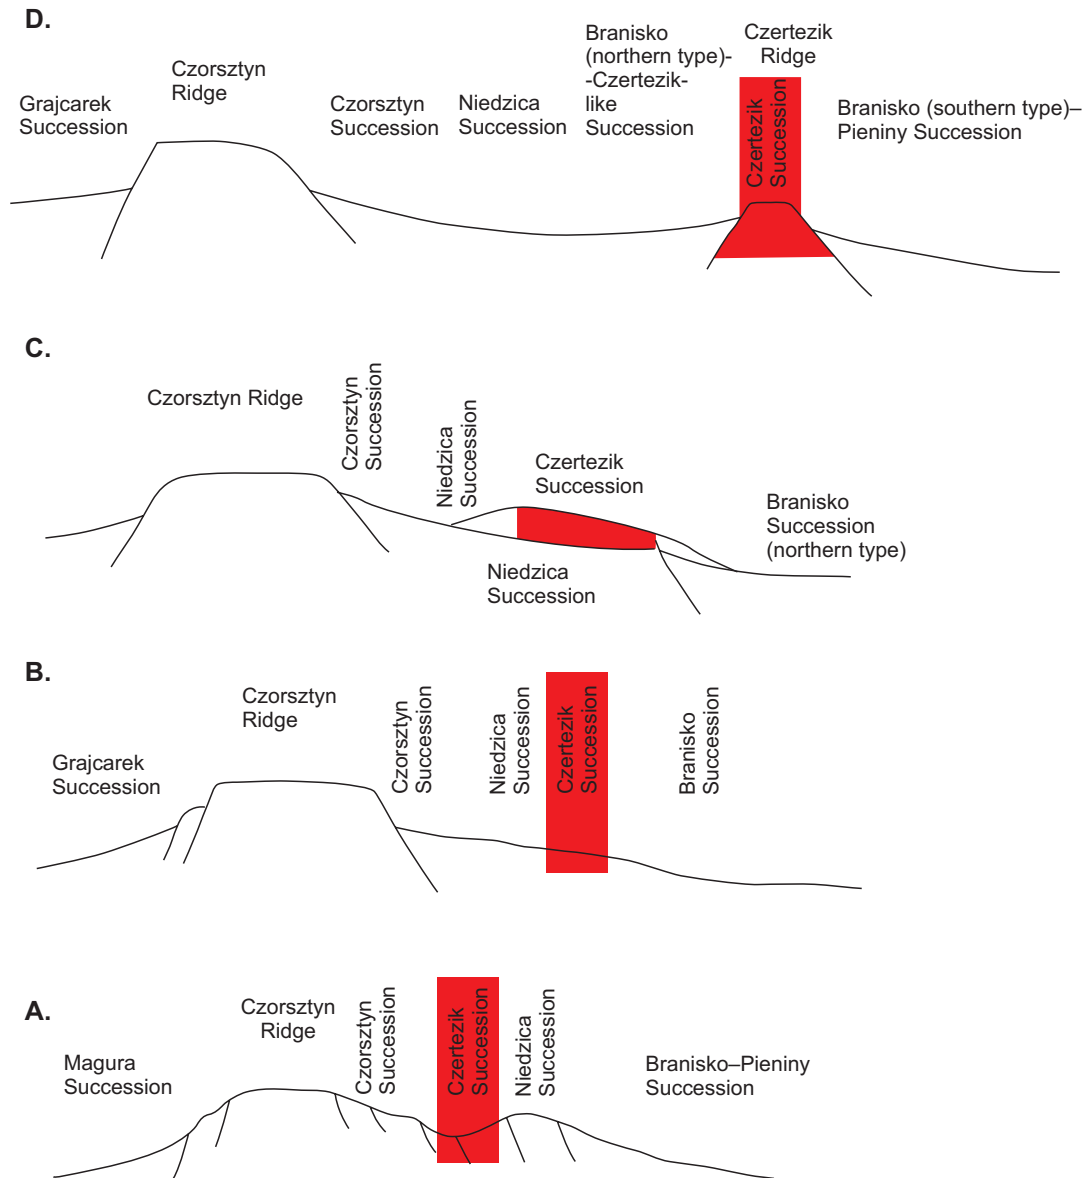 D.
Grajcarek
Succession
Czorsztyn
Ridge
Czorsztyn
Succession
Niedzica
Succession
Branisko
(northern type)-
-Czertezik-
like
Succession
Czertezik
Ridge
Czertezik
Succession
Branisko (southern type)–
Pieniny Succession
C.
Czorsztyn Ridge
Czorsztyn
Succession
Niedzica
Succession
Czertezik
Succession
Niedzica
Succession
Branisko
Succession
(northern type)
B.
Grajcarek
Succession
Czorsztyn
Ridge
Czorsztyn
Succession
Niedzica
Succession
Czertezik
Succession
Branisko
Succession
A.
Magura
Succession
Czorsztyn
Ridge
Czorsztyn
Succession
Czertezik
Succession
Niedzica
Succession
Branisko–Pieniny
Succession